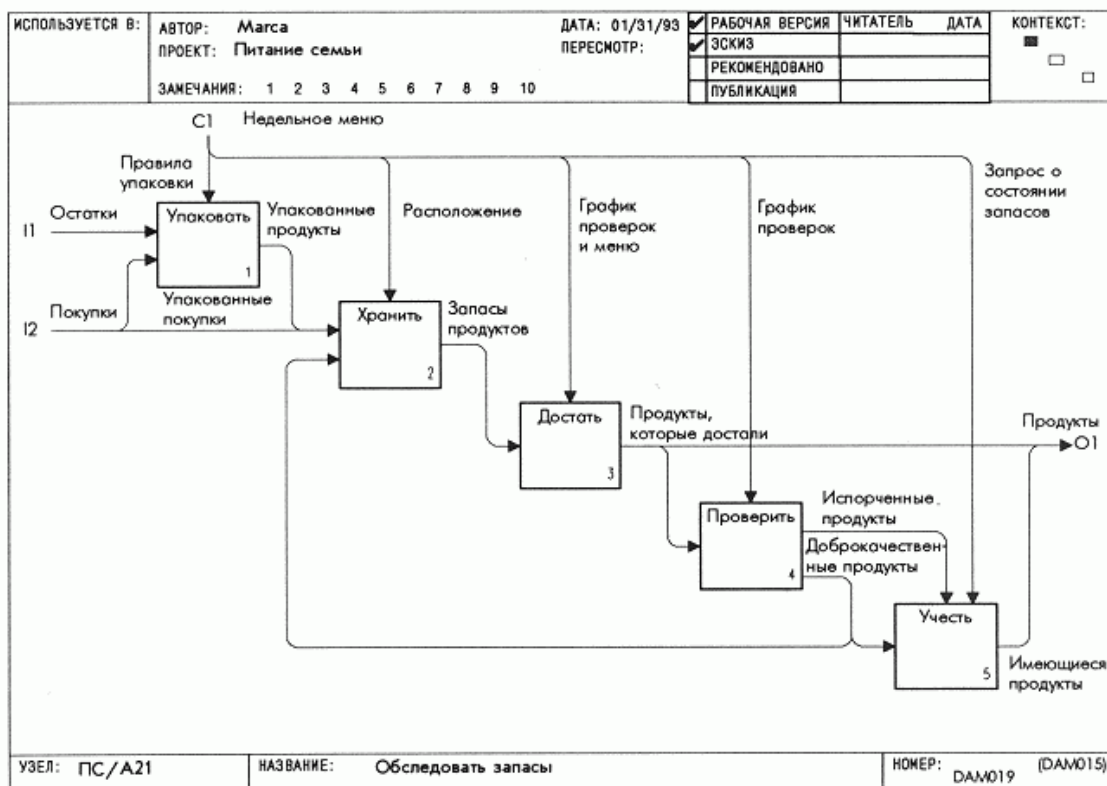 ИСПОЛЬЗУЕТСЯ В:
АВТОР: Marca
ДАТА: 01/31/93
ПРОЕКТ: Питание семьи
ПЕРЕСМОТР:
ЗАМЕЧАНИЯ: 1 2 3 4 5 6 7 8 9 10
РАБОЧАЯ ВЕРСИЯ
ЭСКИЗ
РЕКОМЕНДОВАНО
ПУБЛИКАЦИЯ
ЧИТАТЕЛЬ ДАТА
КОНТЕКСТ:
C1 Недельное меню
Правила
упаковки
I1
Остатки
Упаковать
1
Упакованные
продукты
Расположение
График
проверок
и меню
График
проверок
Запрос о
состоянии
запасов
I2
Покупки
Упакованные
покупки
Хранить
2
Запасы
продуктов
Достать
3
Продукты,
которые достали
Продукты
O1
Проверить
4
Испорченные
продукты
Доброкачествен-
ные продукты
Учесть
5
Имеющиеся
продукты
УЗЕЛ: ПС/А21
НАЗВАНИЕ: Обследовать запасы
НОМЕР: DAM019 (DAM015)